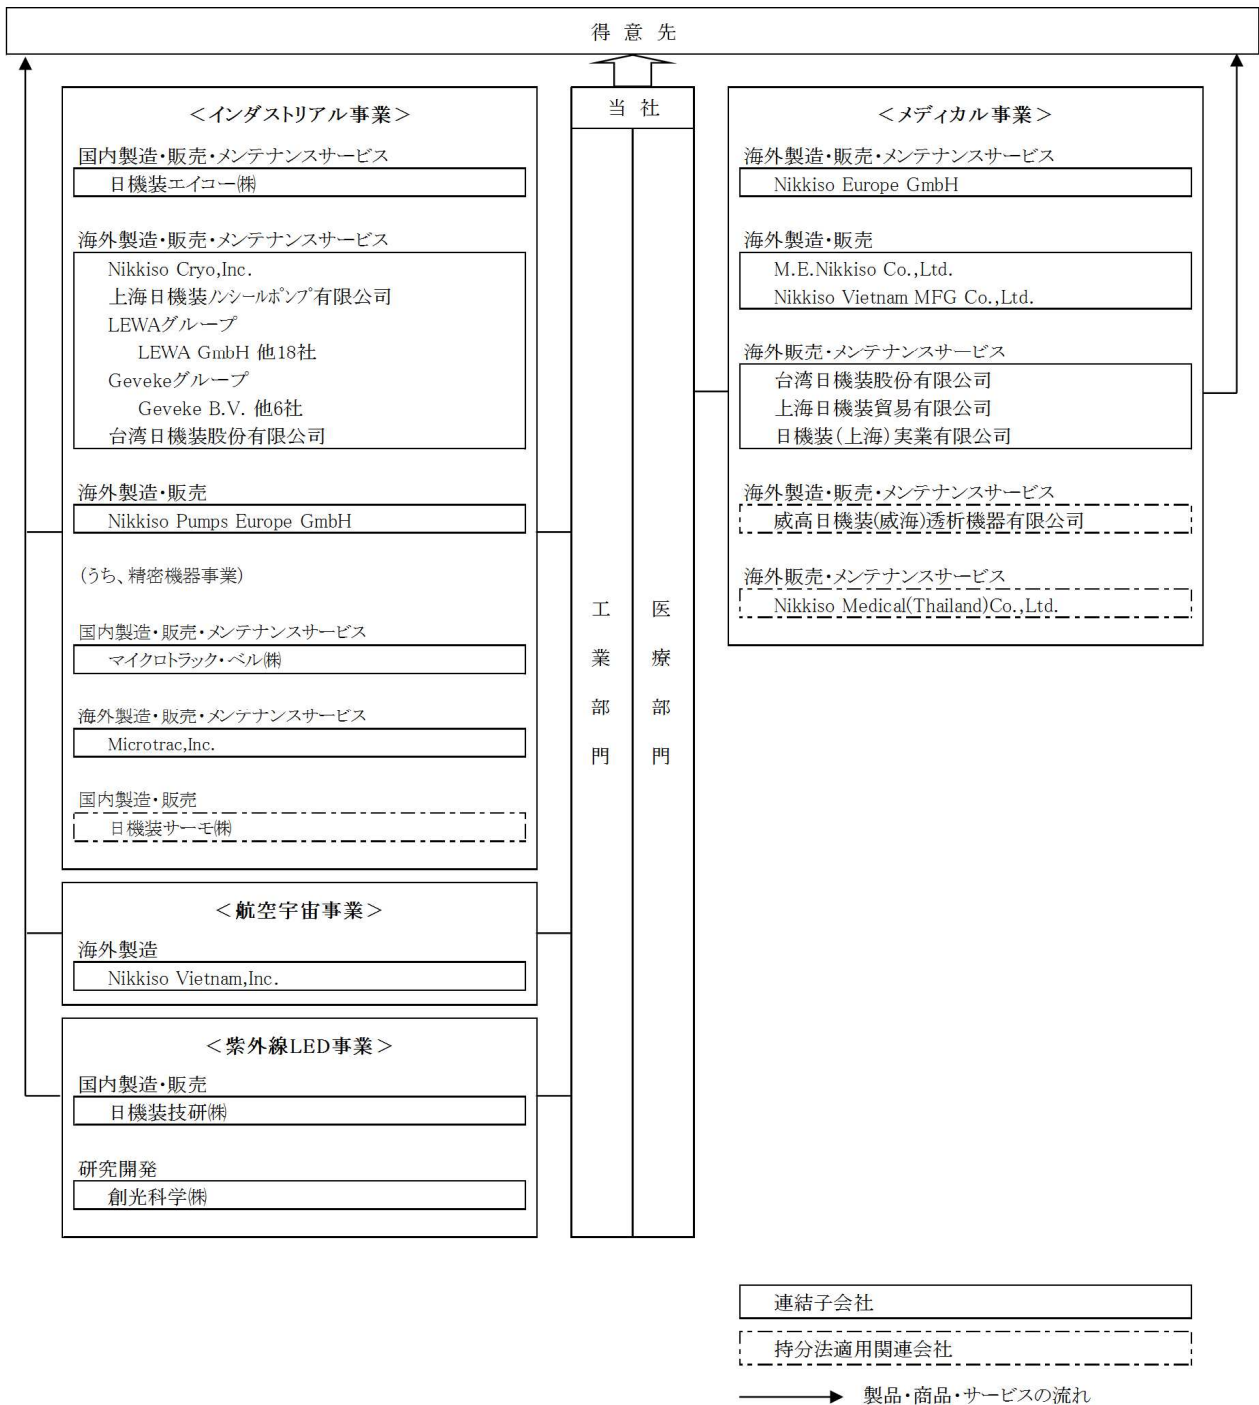 得意先
＜インダストリアル事業＞
国内製造・販売・メンテナンスサービス
日機装エイコー㈱
海外製造・販売・メンテナンスサービス
Nikkiso Cryo,Inc.
上海日機装ノンシールポンプ有限公司
LEWAグループ
LEWA GmbH 他18社
Gevekeグループ
Geveke B.V. 他6社
台湾日機装股份有限公司
海外製造・販売
Nikkiso Pumps Europe GmbH
(うち、精密機器事業)
国内製造・販売・メンテナンスサービス
マイクロトラック・ベル㈱
海外製造・販売・メンテナンスサービス
Microtrac,Inc.
国内製造・販売
日機装サーモ㈱
＜航空宇宙事業＞
海外製造
Nikkiso Vietnam,Inc.
＜紫外線LED事業＞
国内製造・販売
日機装技研㈱
研究開発
創光科学㈱
当社
工業部門
医療部門
＜メディカル事業＞
海外製造・販売・メンテナンスサービス
Nikkiso Europe GmbH
海外製造・販売
M.E.Nikkiso Co.,Ltd.
Nikkiso Vietnam MFG Co.,Ltd.
海外販売・メンテナンスサービス
台湾日機装股份有限公司
上海日機装貿易有限公司
日機装(上海)実業有限公司
海外製造・販売・メンテナンスサービス
威高日機装(威海)透析機器有限公司
海外販売・メンテナンスサービス
Nikkiso Medical(Thailand)Co.,Ltd.
連結子会社
持分法適用関連会社
製品・商品・サービスの流れ